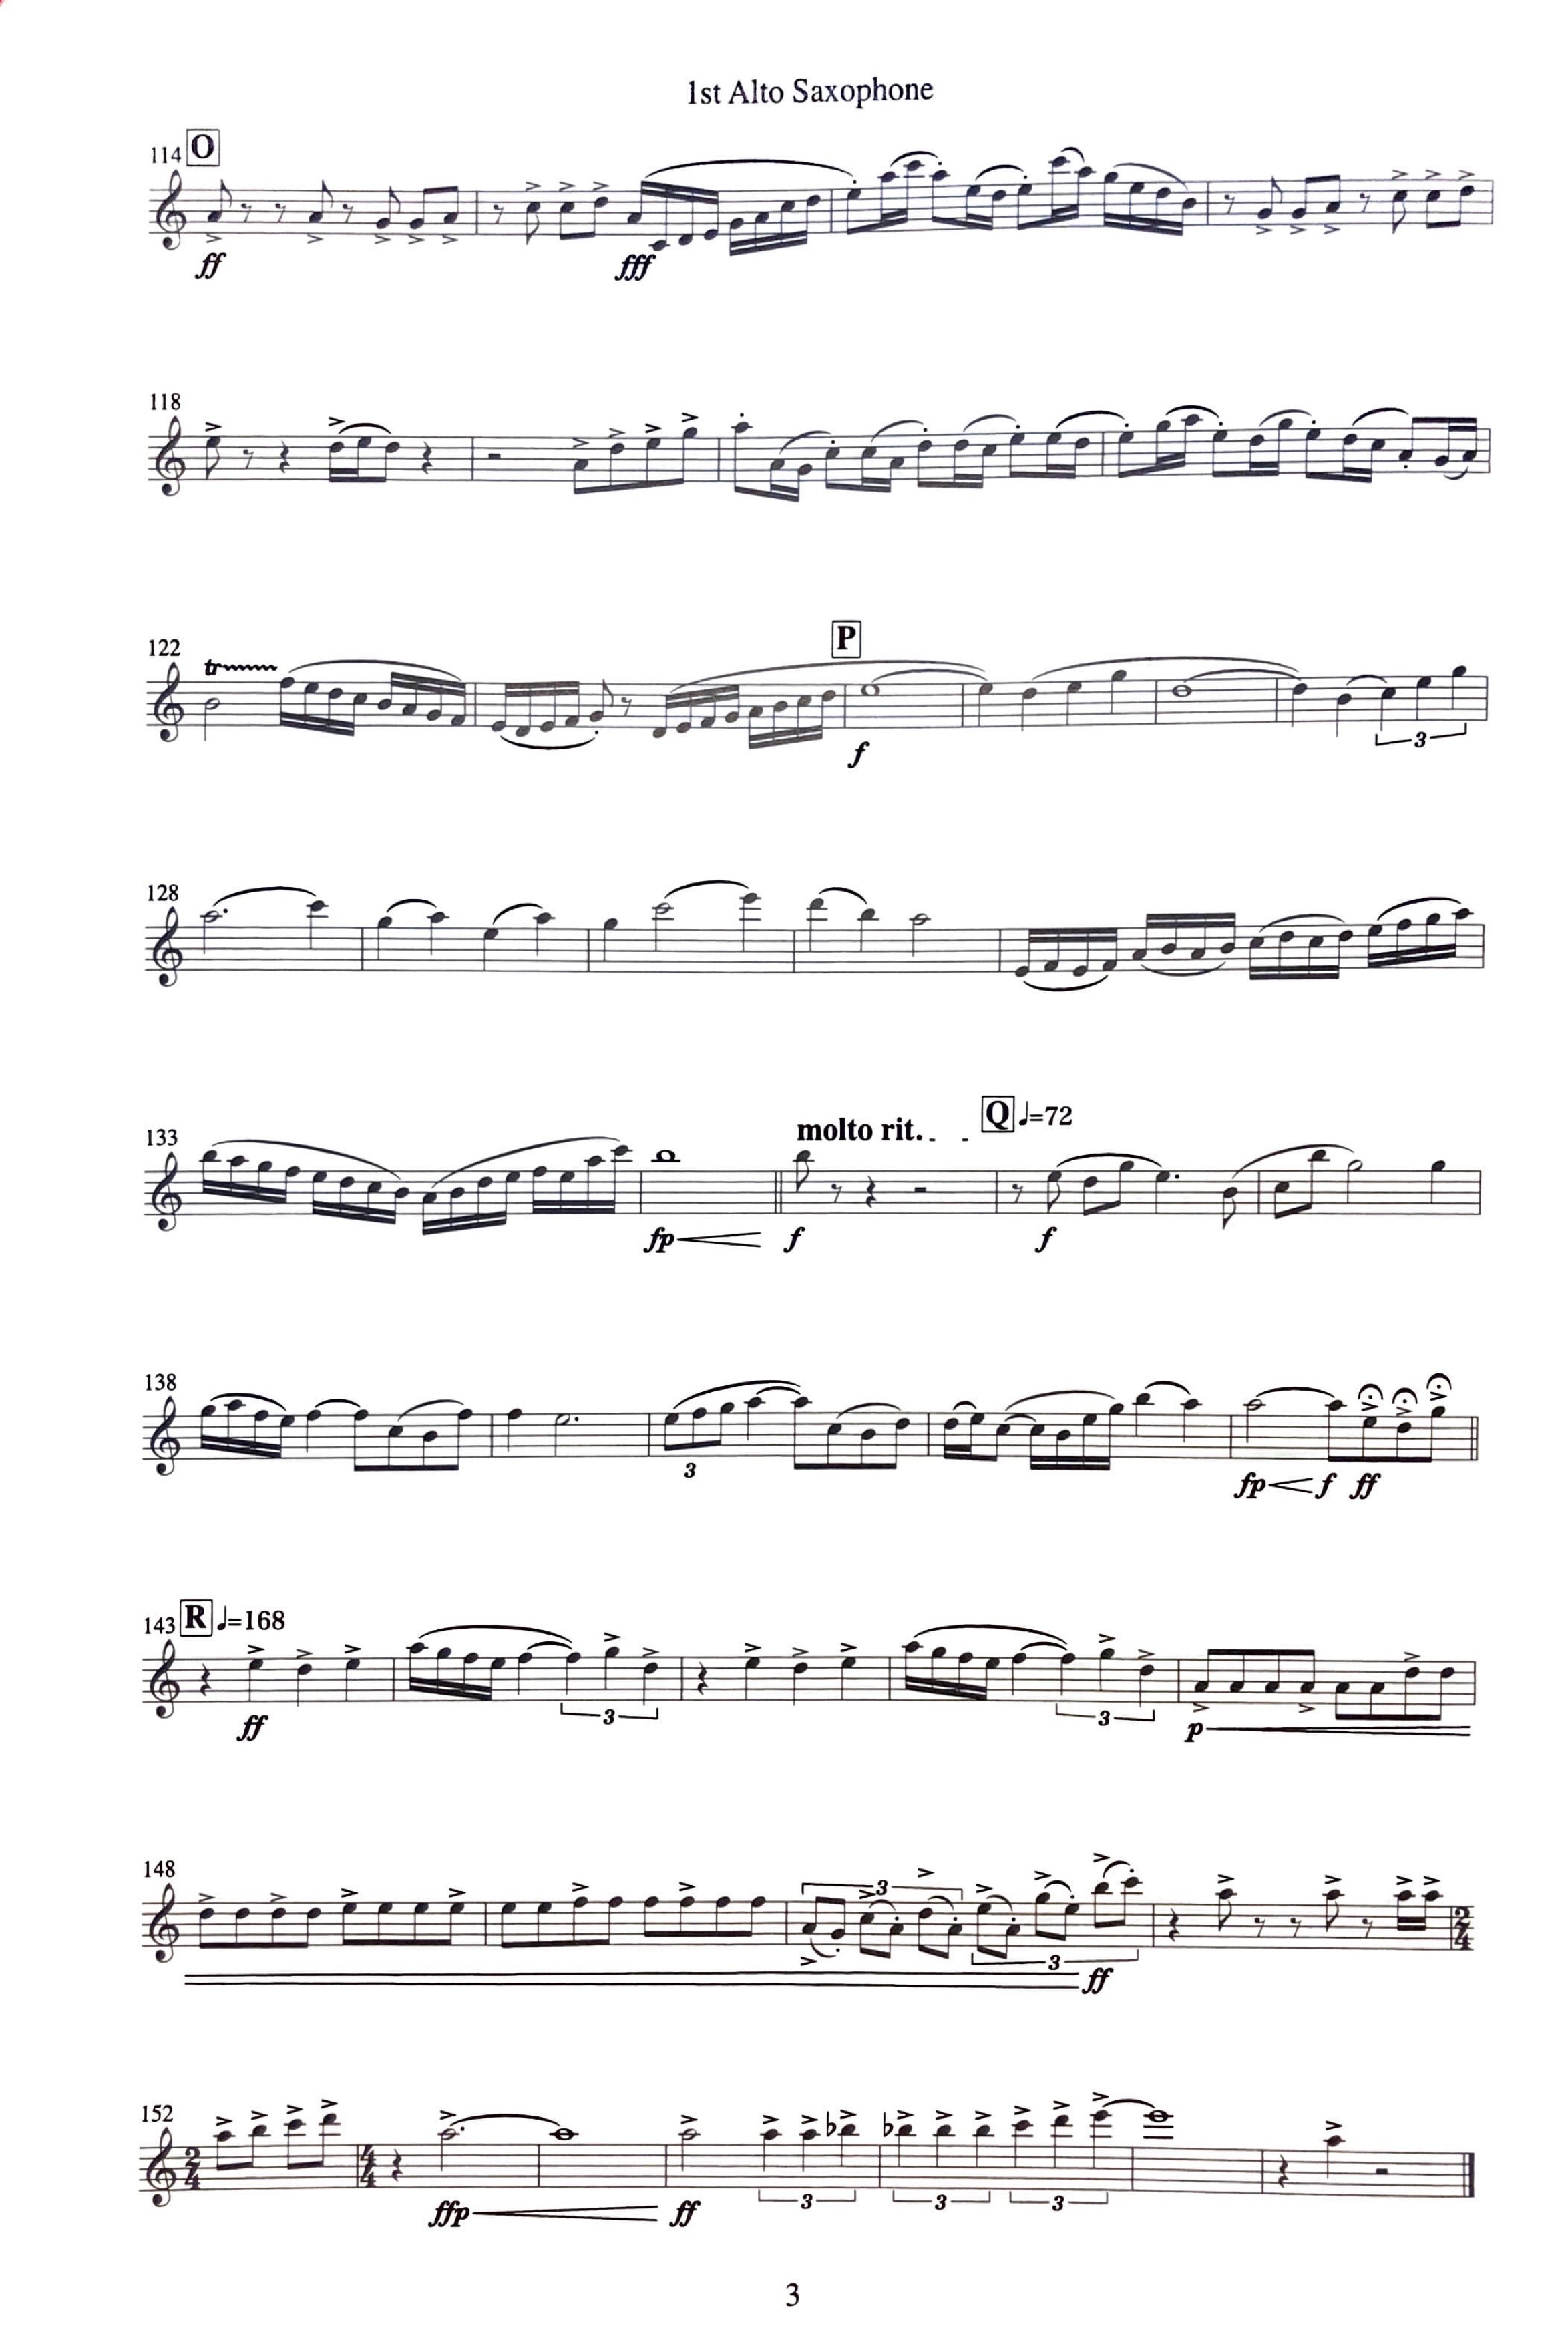 1st Alto Saxophone
114 O
ff fff
118
122 tr P
f
3
128
133 molto rit. Q ♩=72
fp f f
138
3
fp f ff
143 R ♩=168
3 3
ff p
148 3
3
ff
2/4
152
2/4 4/4
ffp ff
3 3 3
3